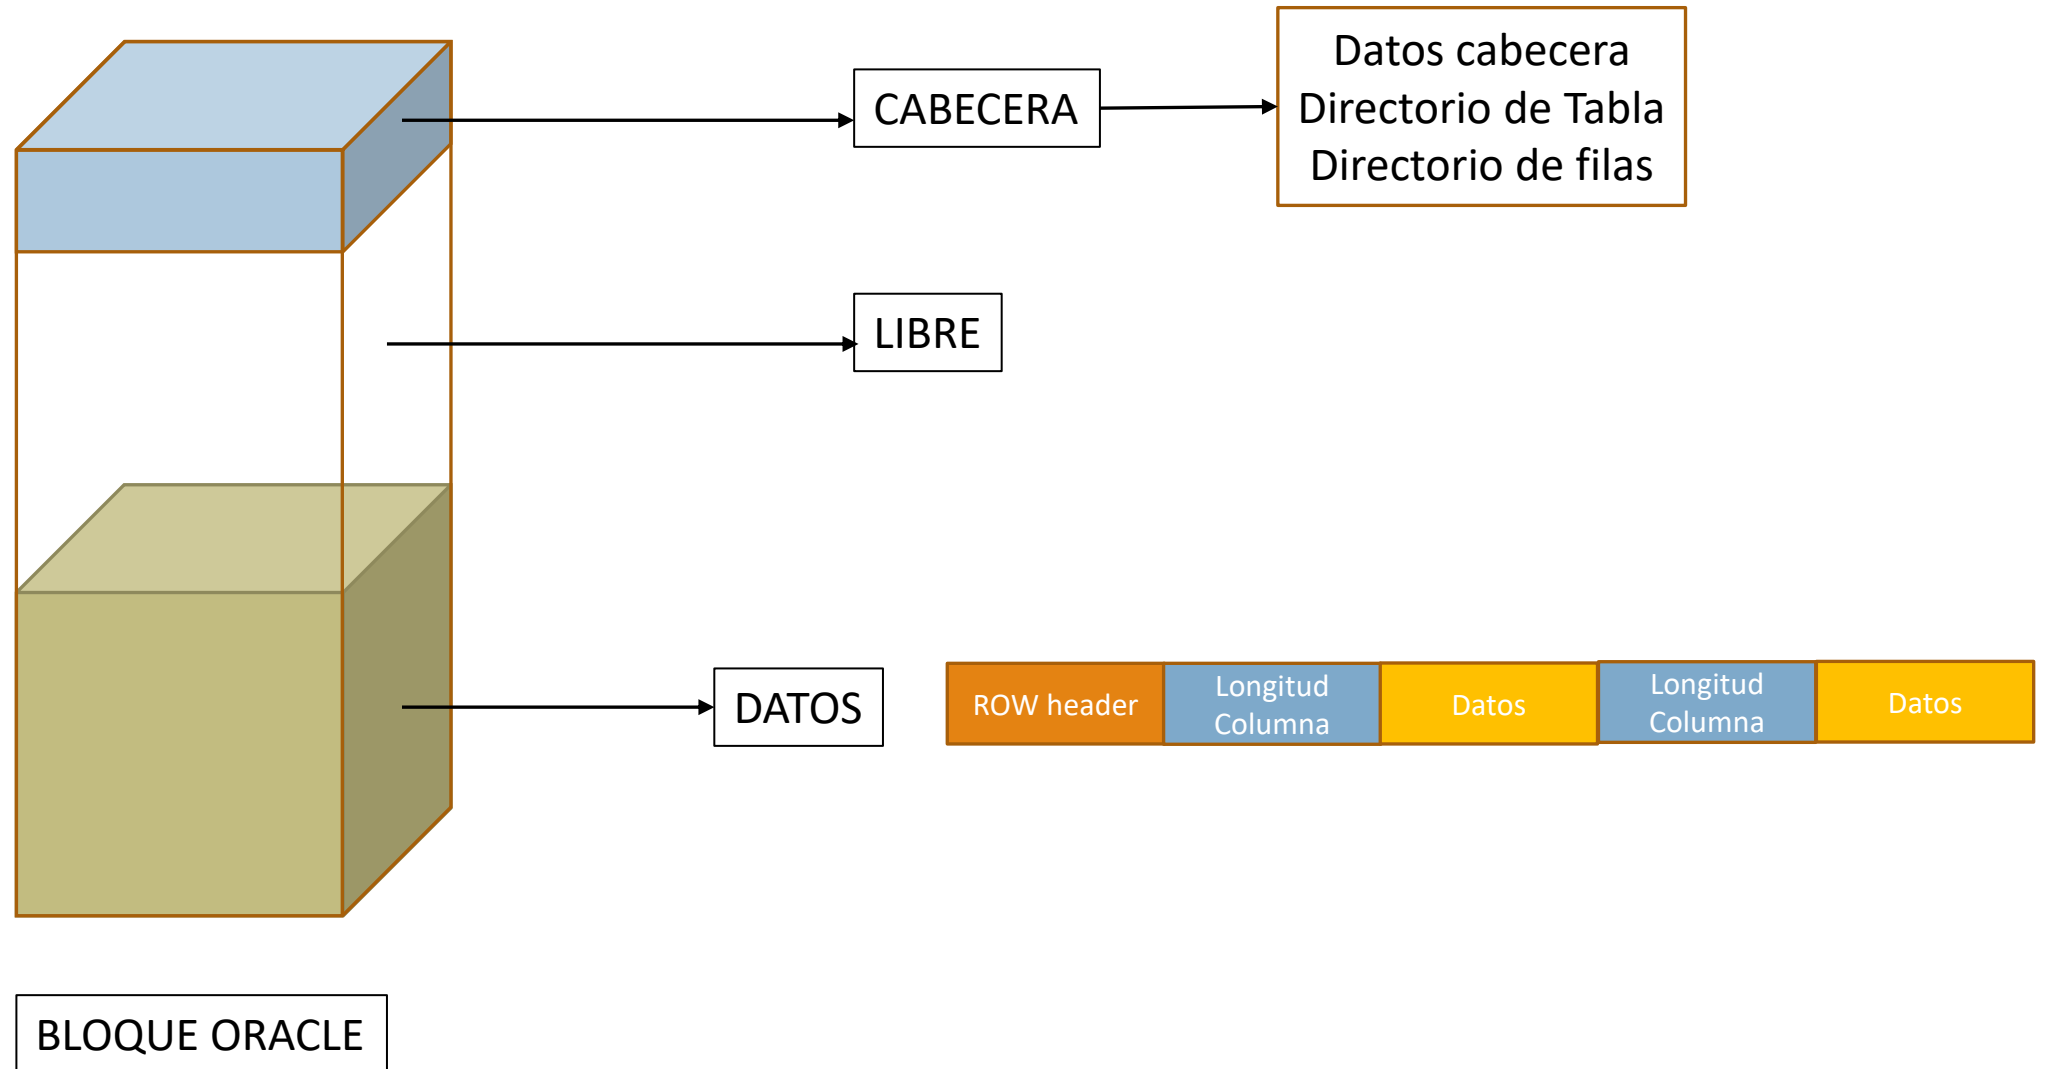 CABECERA
Datos cabecera
Directorio de Tabla
Directorio de filas
LIBRE
DATOS
ROW header
Longitud
Columna
Datos
Longitud
Columna
Datos
BLOQUE ORACLE